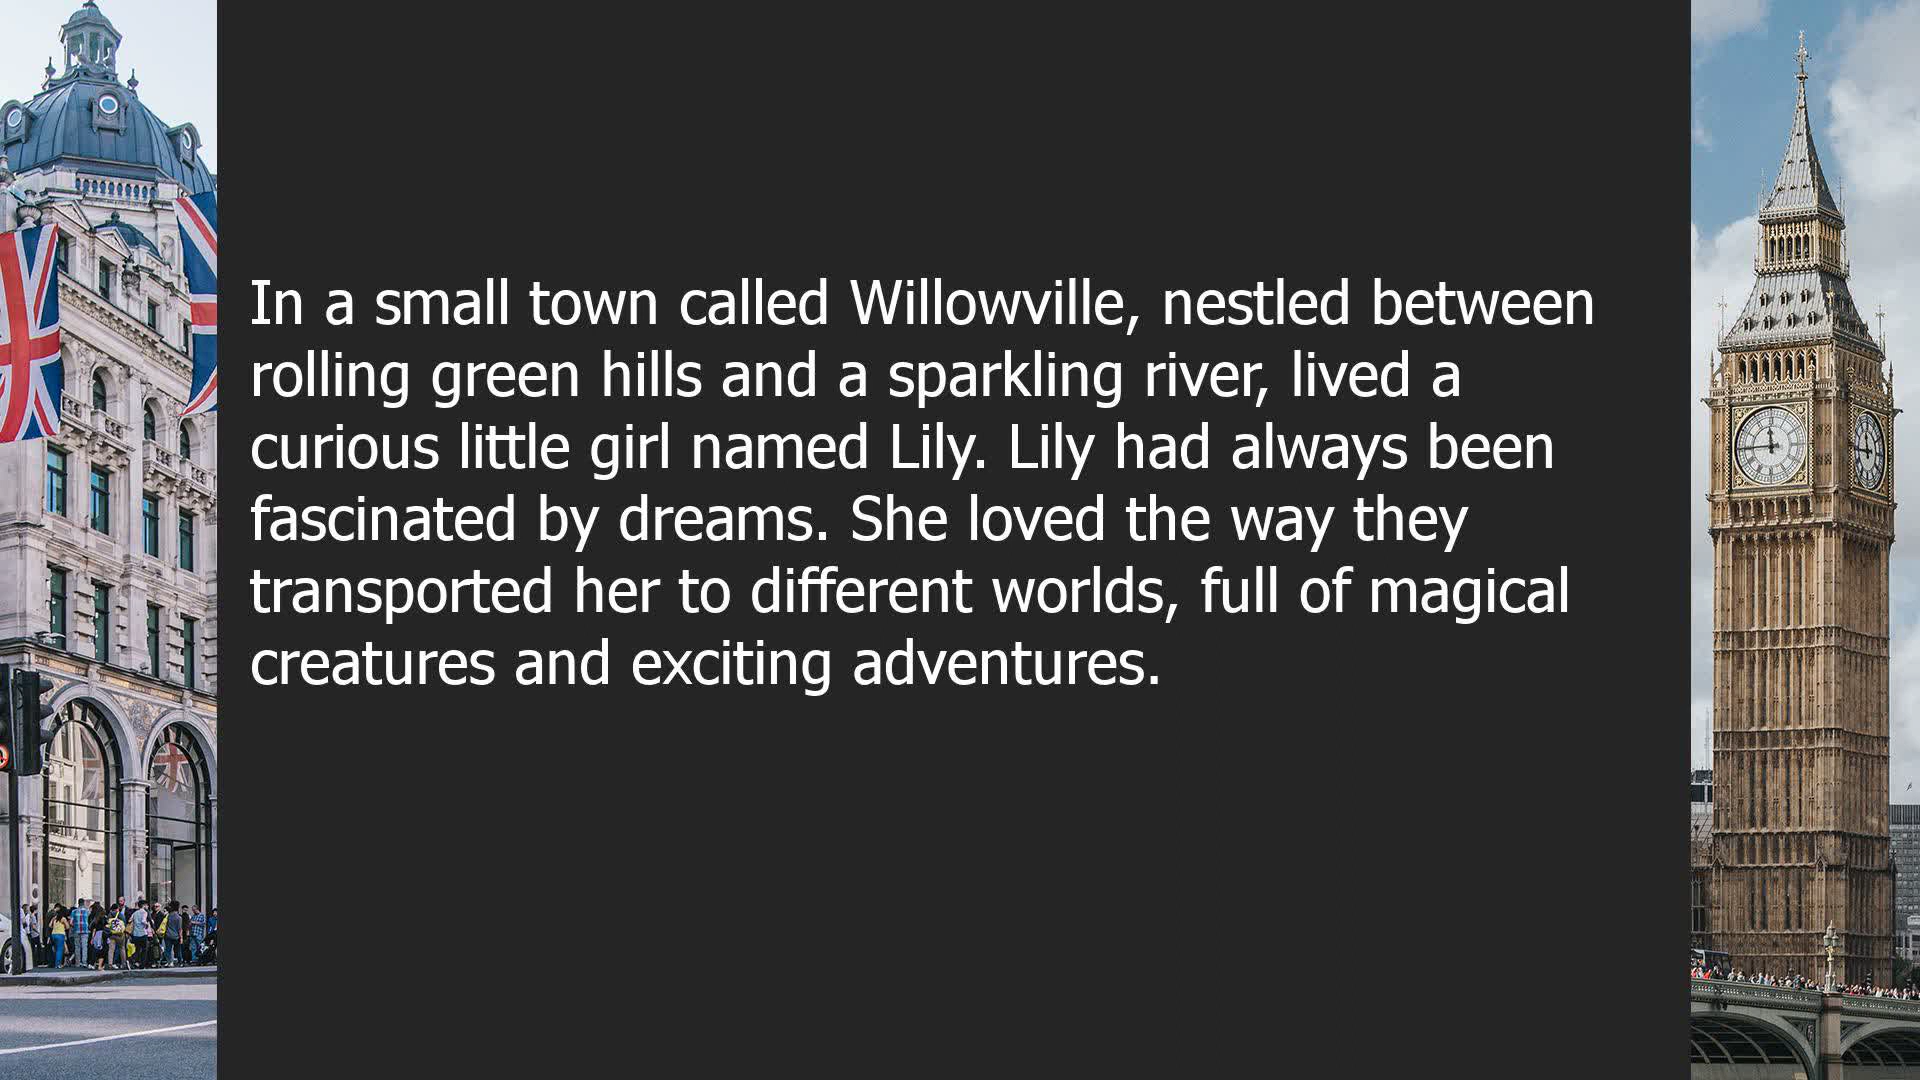 In a small town called Willowville, nestled between
rolling green hills and a sparkling river, lived a
curious little girl named Lily. Lily had always been
fascinated by dreams. She loved the way they
transported her to different worlds, full of magical
creatures and exciting adventures.